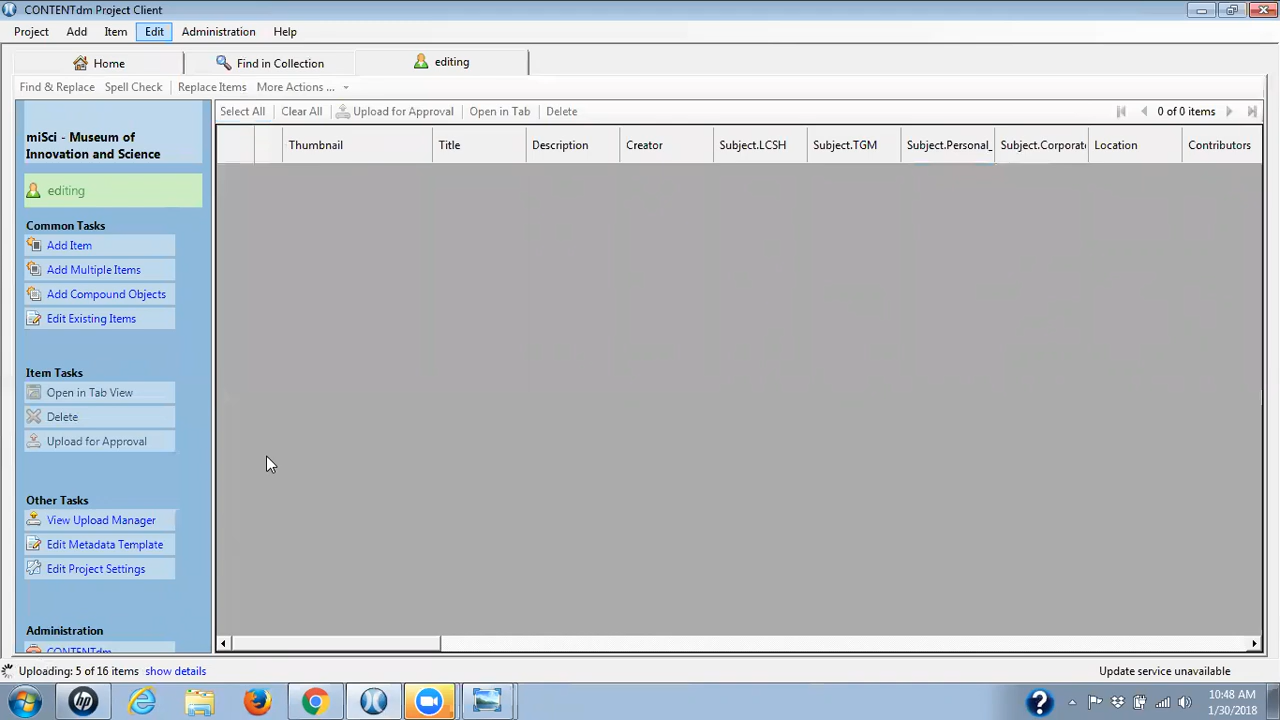 CONTENTdm Project Client
Project Add Item Edit Administration Help
Home Find in Collection editing
Find & Replace Spell Check Replace Items More Actions ...
Select All Clear All Upload for Approval Open in Tab Delete 0 of 0 items
miSci - Museum of
Innovation and Science
Thumbnail Title Description Creator Subject.LCSH Subject.TGM Subject.Personal_ Subject.Corporat Location Contributors
editing
Common Tasks
Add Item
Add Multiple Items
Add Compound Objects
Edit Existing Items
Item Tasks
Open in Tab View
Delete
Upload for Approval
Other Tasks
View Upload Manager
Edit Metadata Template
Edit Project Settings
Administration
CONTENTdm
Uploading: 5 of 16 items show details Update service unavailable
10:48 AM
1/30/2018